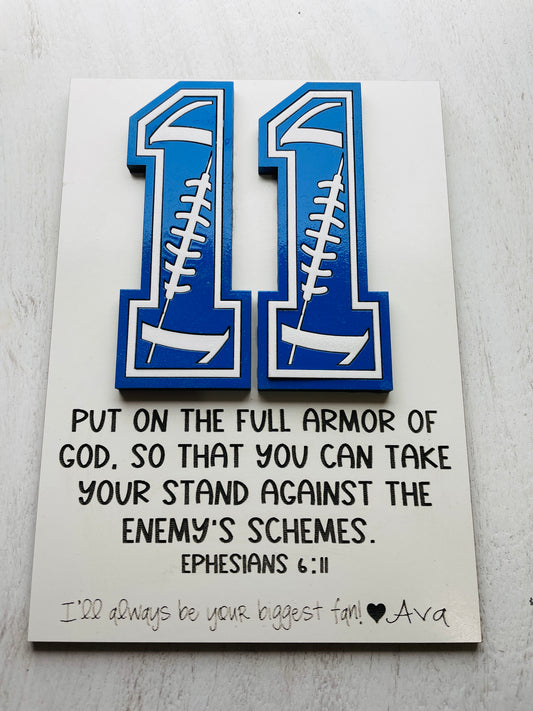 11
PUT ON THE FULL ARMOR OF
GOD, SO THAT YOU CAN TAKE
YOUR STAND AGAINST THE
ENEMY'S SCHEMES.
EPHESIANS 6:11
I'll always be your biggest fan!♥Ava